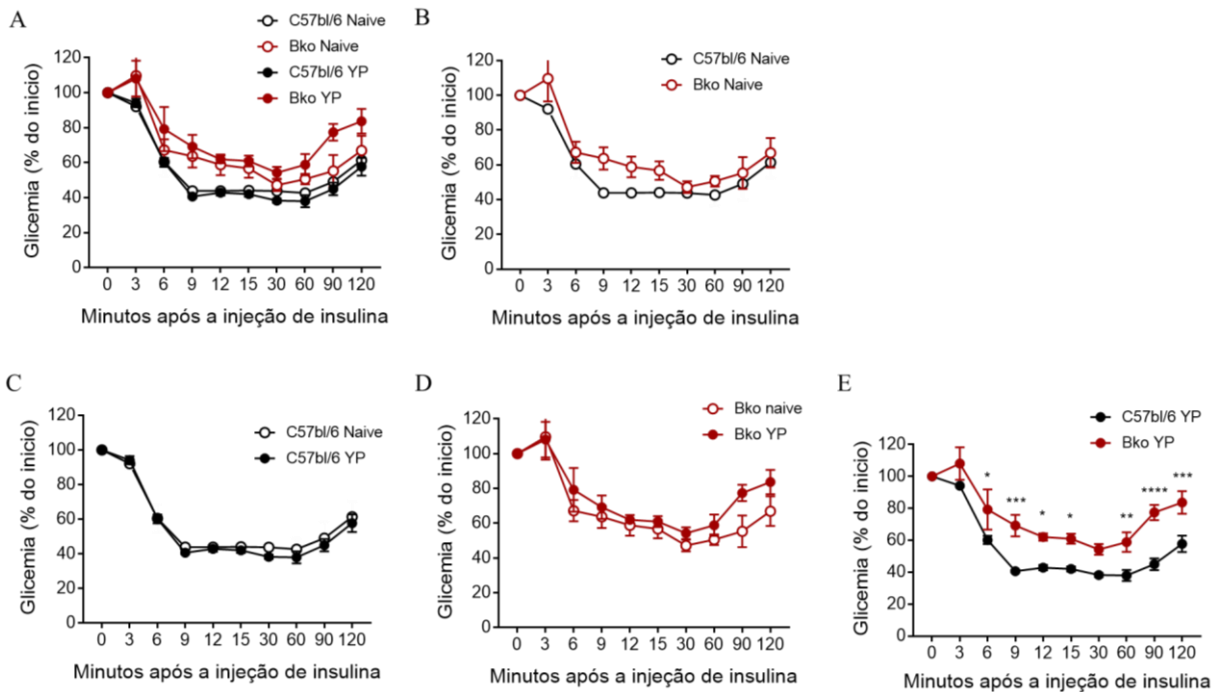 A
C57bl/6 Naive
Bko Naive
C57bl/6 YP
Bko YP
Glicemia (% do inicio)
120
100
80
60
40
20
0
0 3 6 9 12 15 30 60 90 120
Minutos após a injeção de insulina
B
C57bl/6 Naive
Bko Naive
Glicemia (% do inicio)
120
100
80
60
40
20
0
0 3 6 9 12 15 30 60 90 120
Minutos após a injeção de insulina
C
C57bl/6 Naive
C57bl/6 YP
Glicemia (% do inicio)
120
100
80
60
40
20
0
0 3 6 9 12 15 30 60 90 120
Minutos após a injeção de insulina
D
Bko naive
Bko YP
Glicemia (% do inicio)
120
100
80
60
40
20
0
0 3 6 9 12 15 30 60 90 120
Minutos após a injeção de insulina
E
C57bl/6 YP
Bko YP
Glicemia (% do inicio)
120
100
80
60
40
20
0
* *** * * ** **** ***
0 3 6 9 12 15 30 60 90 120
Minutos após a injeção de insulina